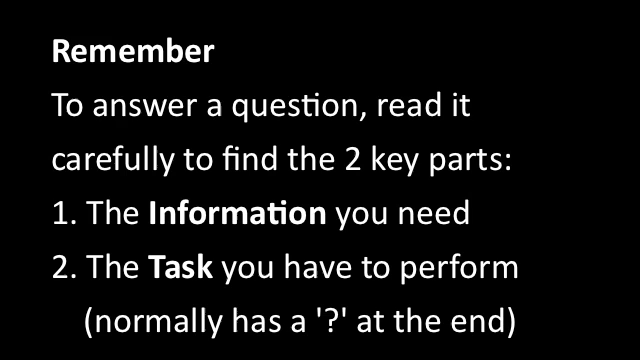 Remember
To answer a question, read it
carefully to find the 2 key parts:
1. The Information you need
2. The Task you have to perform
(normally has a '?' at the end)